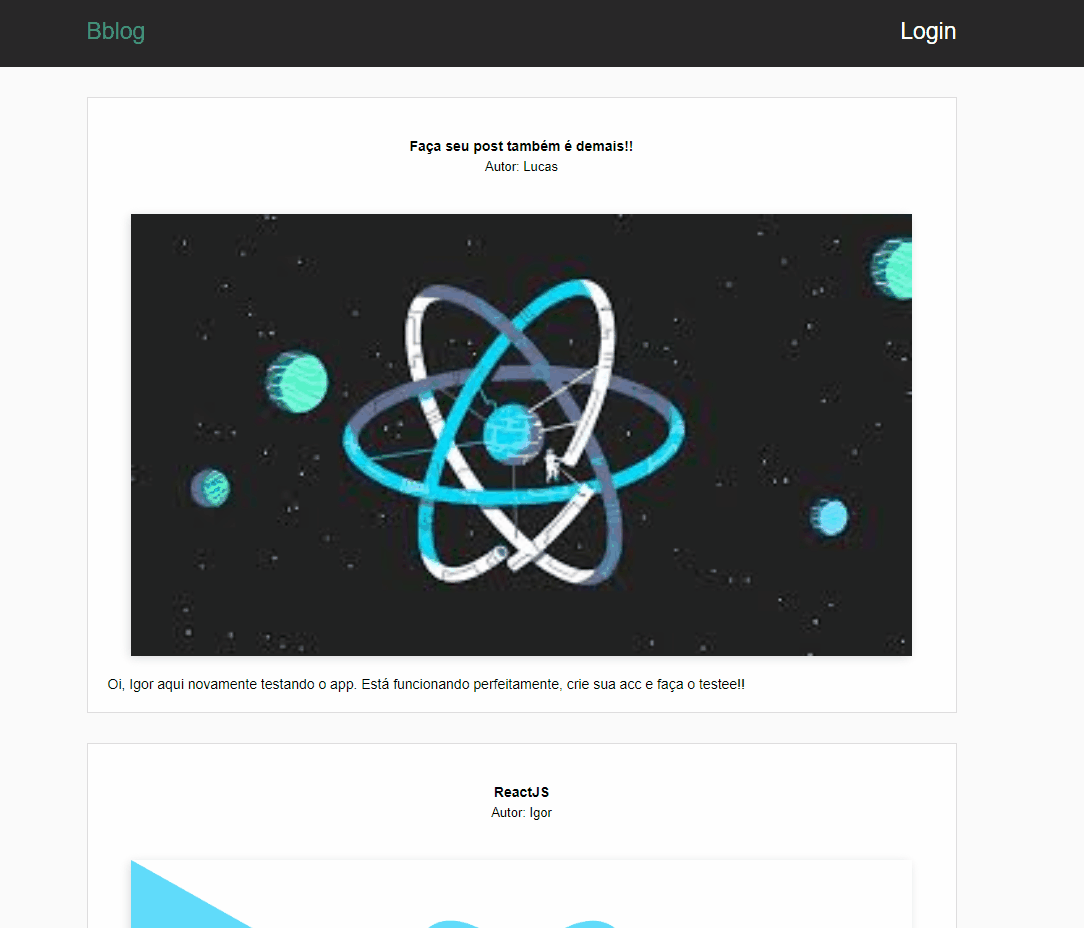 Bblog
Login
Faça seu post também é demais!!
Autor: Lucas
Oi, Igor aqui novamente testando o app. Está funcionando perfeitamente, crie sua acc e faça o testee!!
ReactJS
Autor: Igor